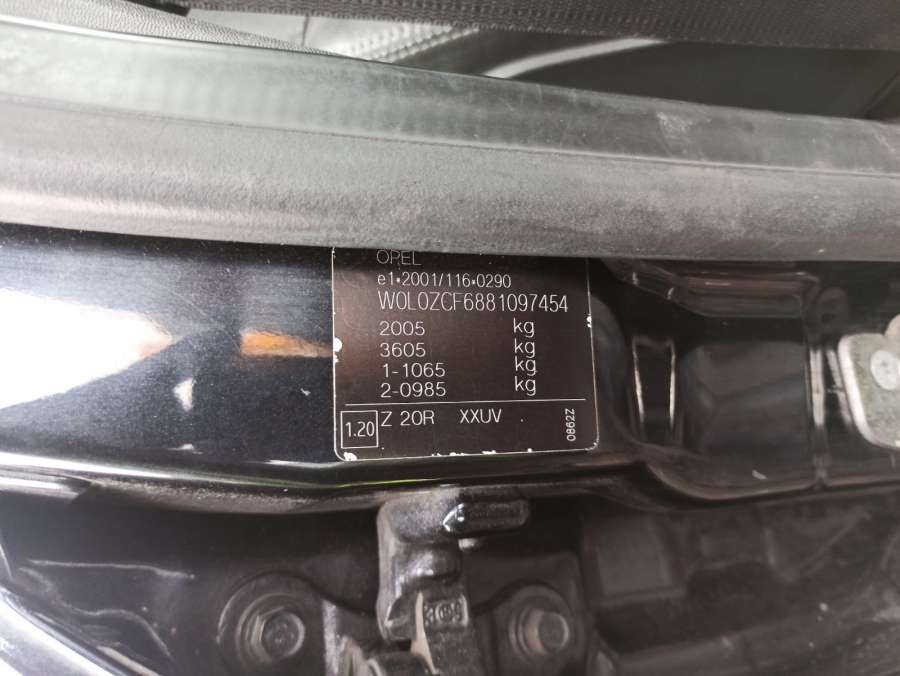 OPEL
e1*2001/116*0290
W0L0ZCF6881097454
2005 kg
3605 kg
1-1065 kg
2-0985 kg
1.20 Z 20R XXUV .
0862Z